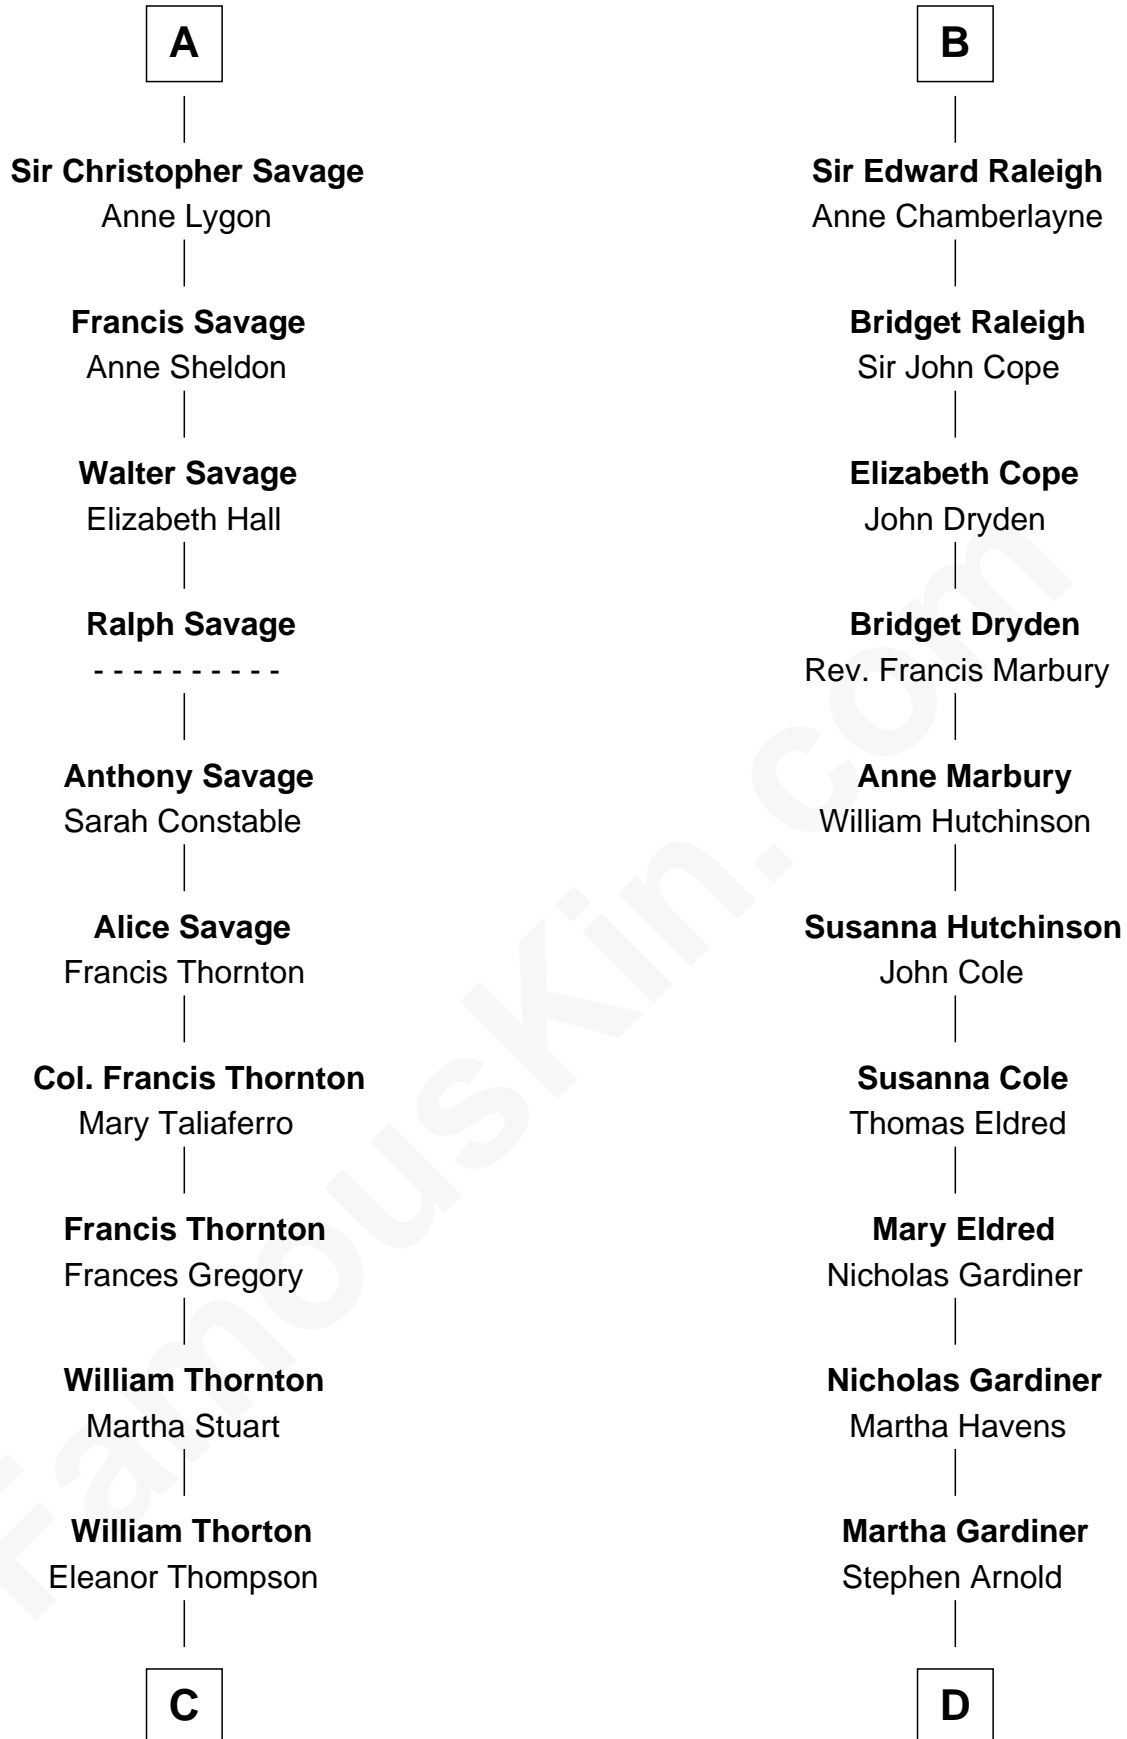 A
Sir Christopher Savage
Anne Lygon
Francis Savage
Anne Sheldon
Walter Savage
Elizabeth Hall
Ralph Savage
- - - - - - - - - -
Anthony Savage
Sarah Constable
Alice Savage
Francis Thornton
Col. Francis Thornton
Mary Taliaferro
Francis Thornton
Frances Gregory
William Thornton
Martha Stuart
William Thorton
Eleanor Thompson
C
B
Sir Edward Raleigh
Anne Chamberlayne
Bridget Raleigh
Sir John Cope
Elizabeth Cope
John Dryden
Bridget Dryden
Rev. Francis Marbury
Anne Marbury
William Hutchinson
Susanna Hutchinson
John Cole
Susanna Cole
Thomas Eldred
Mary Eldred
Nicholas Gardiner
Nicholas Gardiner
Martha Havens
Martha Gardiner
Stephen Arnold
D
FamousKin.com